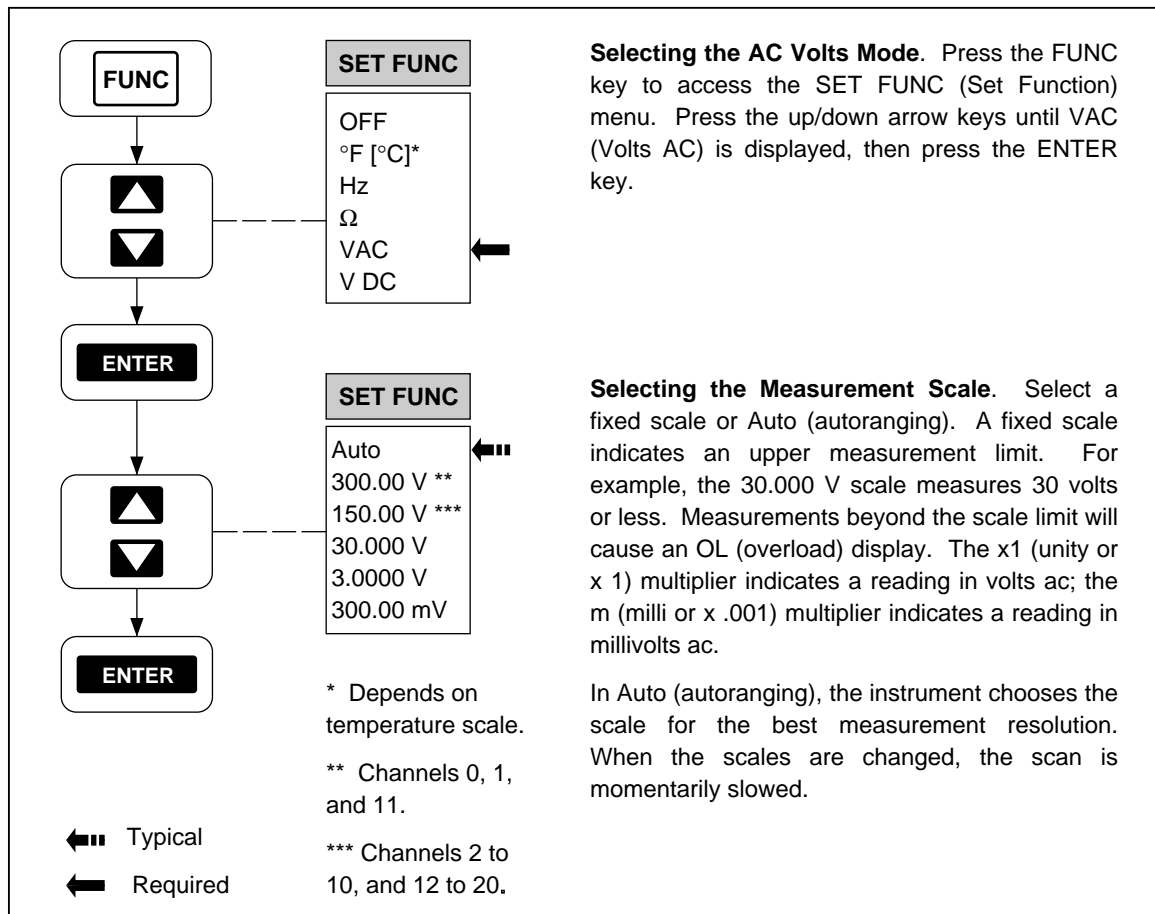 FUNC
SET FUNC
OFF
°F [°C]*
Hz
Ω
VAC
V DC
Selecting the AC Volts Mode. Press the FUNC
key to access the SET FUNC (Set Function)
menu. Press the up/down arrow keys until VAC
(Volts AC) is displayed, then press the ENTER
key.
ENTER
SET FUNC
Auto
300.00 V **
150.00 V ***
30.000 V
3.0000 V
300.00 mV
Selecting the Measurement Scale. Select a
fixed scale or Auto (autoranging). A fixed scale
indicates an upper measurement limit. For
example, the 30.000 V scale measures 30 volts
or less. Measurements beyond the scale limit will
cause an OL (overload) display. The x1 (unity or
x 1) multiplier indicates a reading in volts ac; the
m (milli or x .001) multiplier indicates a reading in
millivolts ac.
In Auto (autoranging), the instrument chooses the
scale for the best measurement resolution.
When the scales are changed, the scan is
momentarily slowed.
ENTER
* Depends on
temperature scale.
** Channels 0, 1,
and 11.
*** Channels 2 to
10, and 12 to 20.
Typical
Required